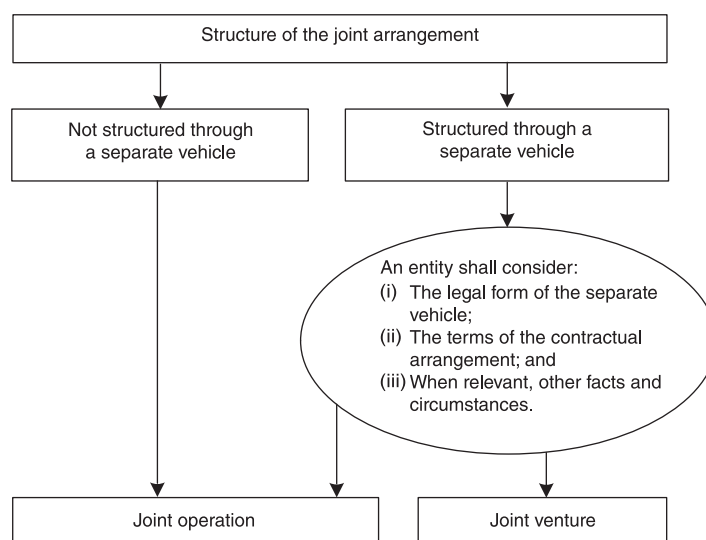 Structure of the joint arrangement
Not structured through
a separate vehicle
Structured through a
separate vehicle
An entity shall consider:
(i) The legal form of the separate
vehicle;
(ii) The terms of the contractual
arrangement; and
(iii) When relevant, other facts and
circumstances.
Joint operation
Joint venture